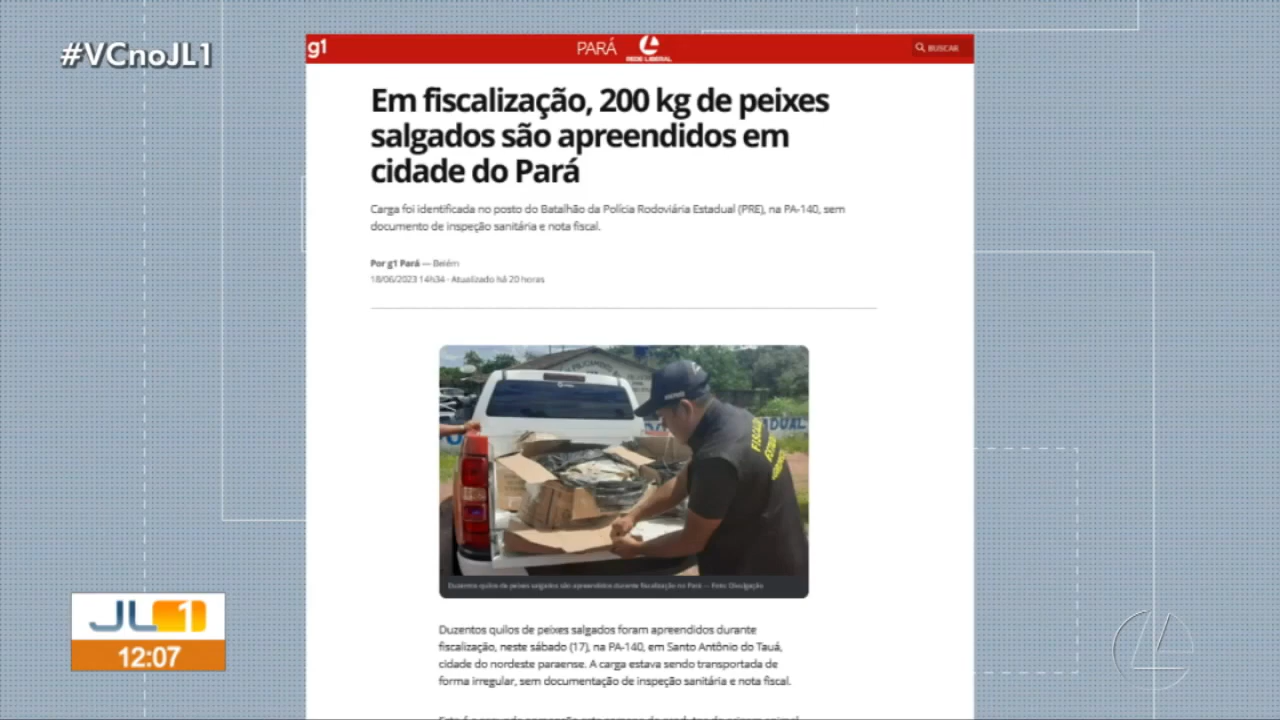 #VCnoJL1
g1
PARÁ
REDE LIBERAL
BUSCAR
Em fiscalização, 200 kg de peixes
salgados são apreendidos em
cidade do Pará
Carga foi identificada no posto do Batalhão da Polícia Rodoviária Estadual (PRE), na PA-140, sem
documento de inspeção sanitária e nota fiscal.
Por g1 Pará — Belém
18/06/2023 14h34 · Atualizado há 20 horas
Duzentos quilos de peixes salgados são apreendidos durante fiscalização no Pará — Foto: Divulgação
Duzentos quilos de peixes salgados foram apreendidos durante
fiscalização, neste sábado (17), na PA-140, em Santo Antônio do Tauá,
cidade do nordeste paraense. A carga estava sendo transportada de
forma irregular, sem documentação de inspeção sanitária e nota fiscal.
JL1
12:07